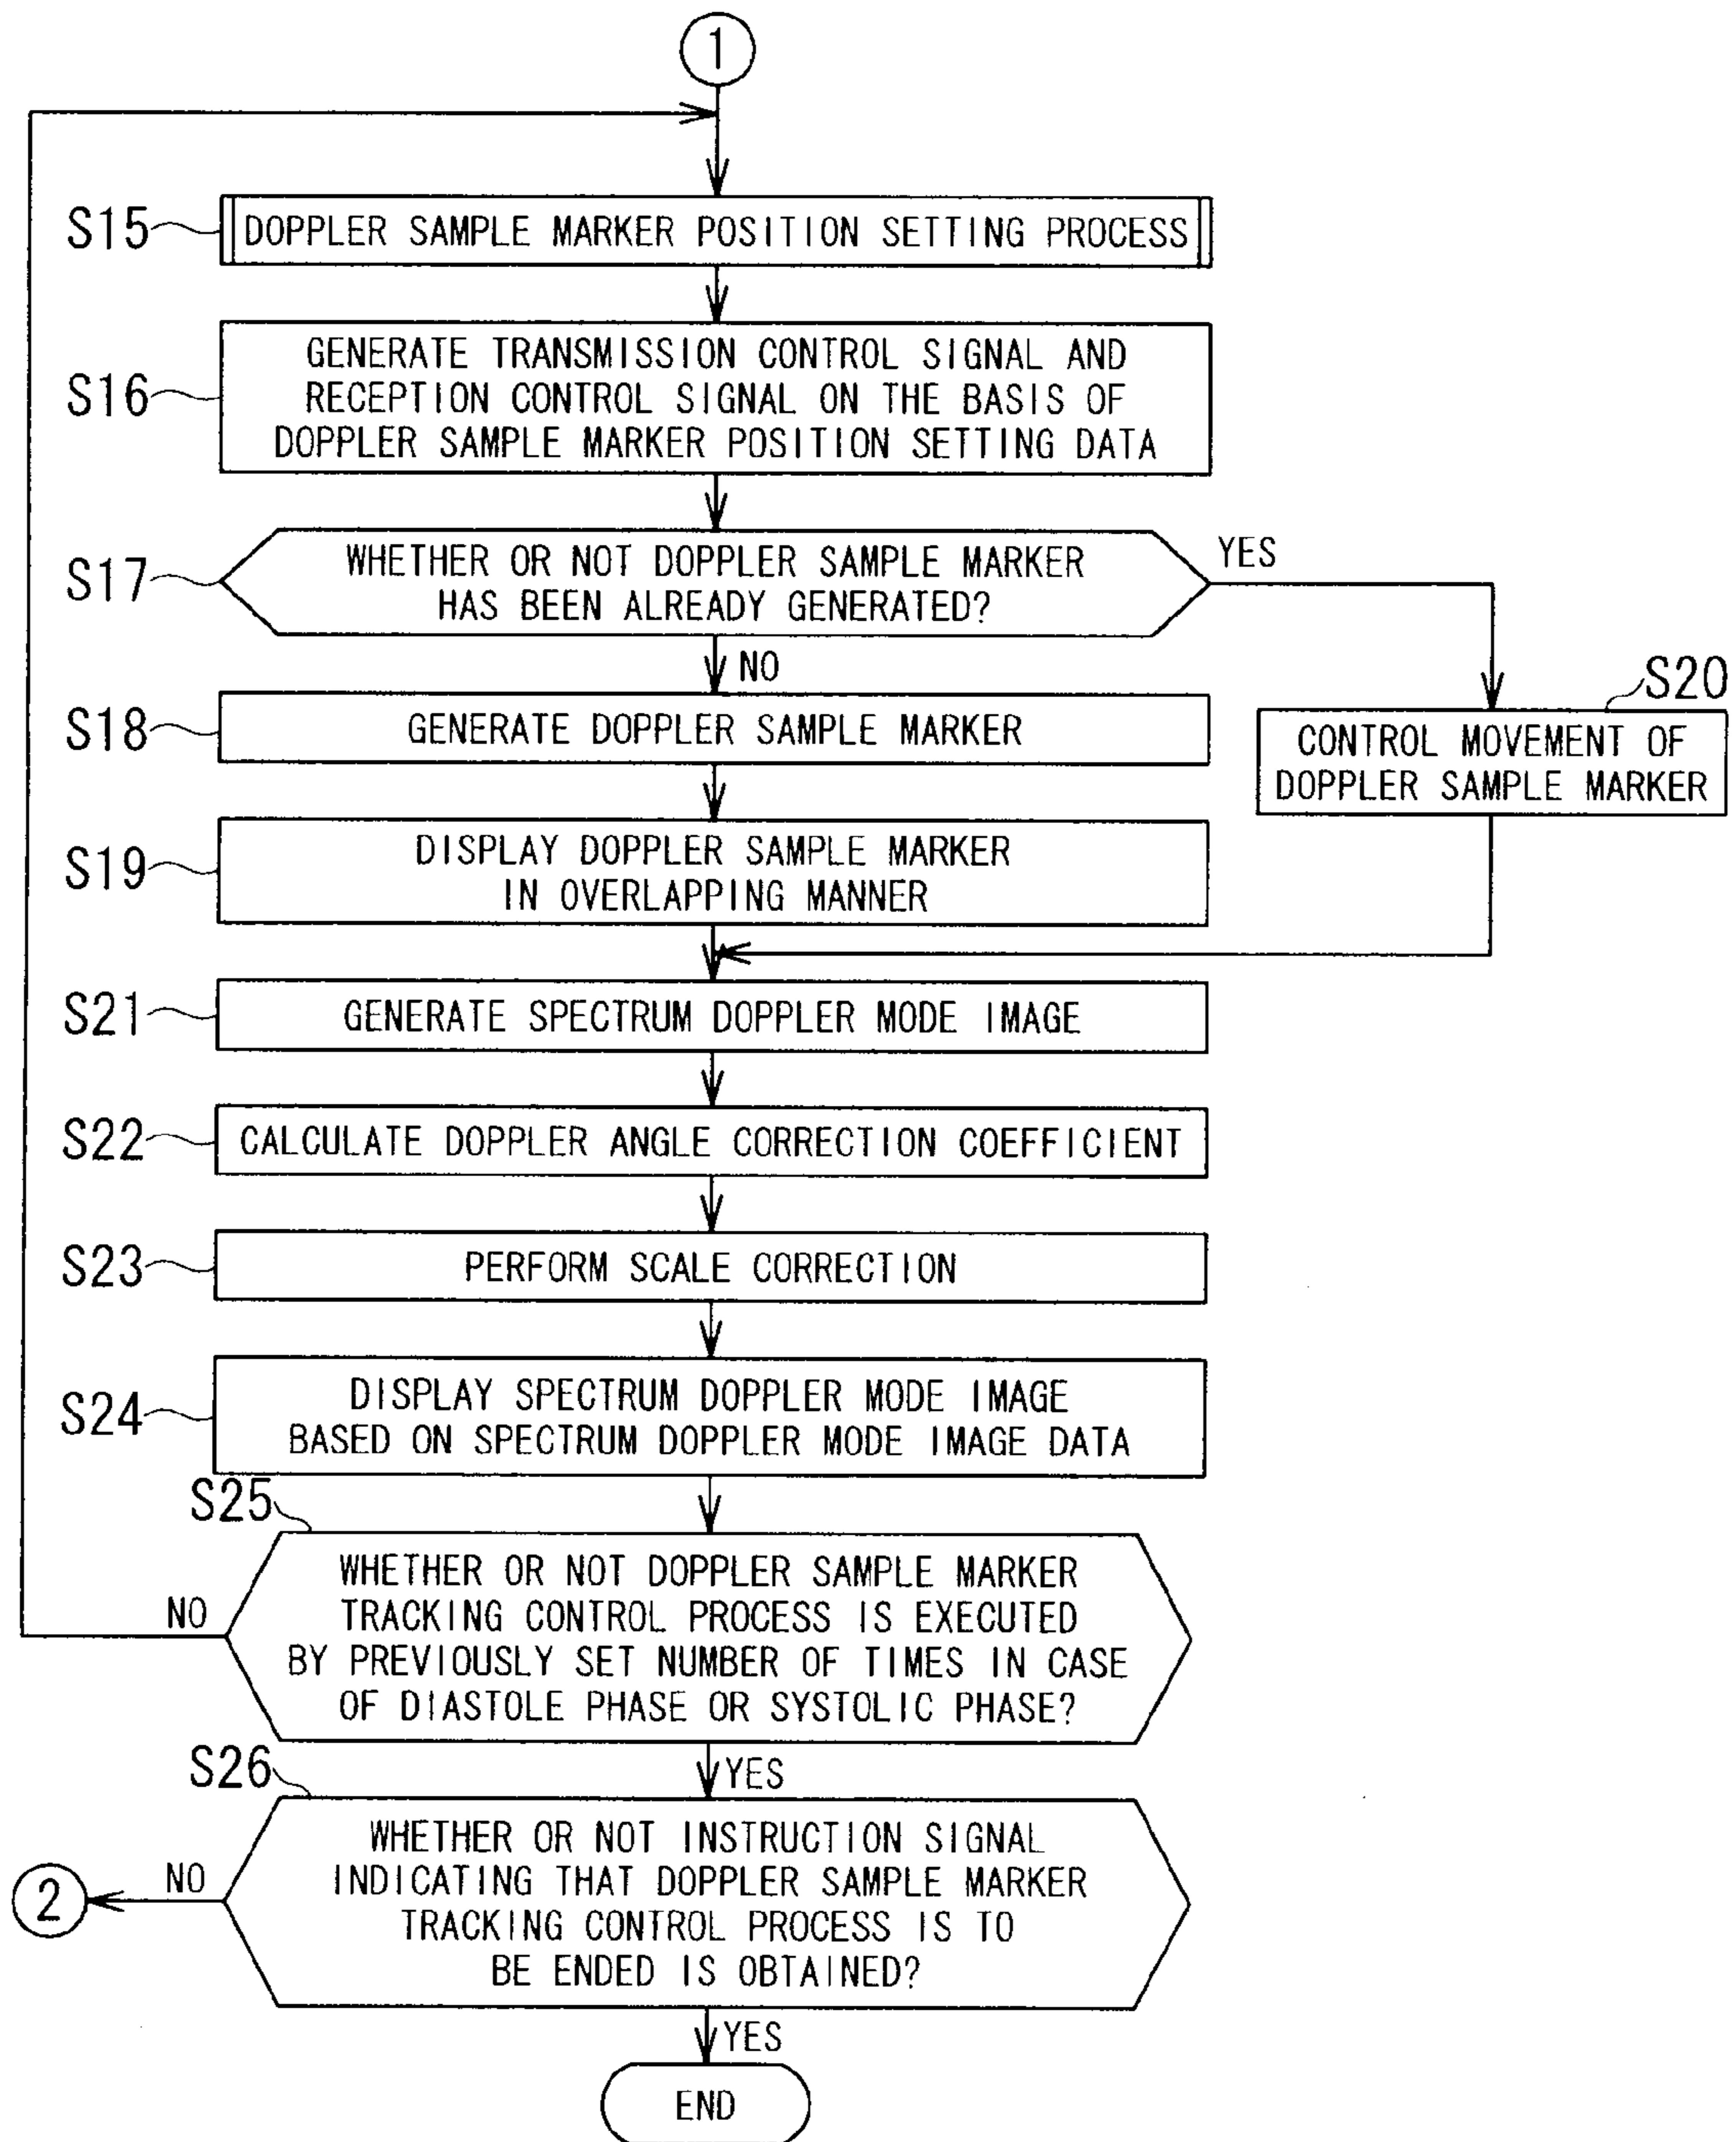 1
S15
DOPPLER SAMPLE MARKER POSITION SETTING PROCESS
S16
GENERATE TRANSMISSION CONTROL SIGNAL AND
RECEPTION CONTROL SIGNAL ON THE BASIS OF
DOPPLER SAMPLE MARKER POSITION SETTING DATA
S17
WHETHER OR NOT DOPPLER SAMPLE MARKER
HAS BEEN ALREADY GENERATED?
YES
NO
S18
GENERATE DOPPLER SAMPLE MARKER
S20
CONTROL MOVEMENT OF
DOPPLER SAMPLE MARKER
S19
DISPLAY DOPPLER SAMPLE MARKER
IN OVERLAPPING MANNER
S21
GENERATE SPECTRUM DOPPLER MODE IMAGE
S22
CALCULATE DOPPLER ANGLE CORRECTION COEFFICIENT
S23
PERFORM SCALE CORRECTION
S24
DISPLAY SPECTRUM DOPPLER MODE IMAGE
BASED ON SPECTRUM DOPPLER MODE IMAGE DATA
S25
WHETHER OR NOT DOPPLER SAMPLE MARKER
TRACKING CONTROL PROCESS IS EXECUTED
BY PREVIOUSLY SET NUMBER OF TIMES IN CASE
OF DIASTOLE PHASE OR SYSTOLIC PHASE?
NO
YES
S26
WHETHER OR NOT INSTRUCTION SIGNAL
INDICATING THAT DOPPLER SAMPLE MARKER
TRACKING CONTROL PROCESS IS TO
BE ENDED IS OBTAINED?
NO
2
YES
END